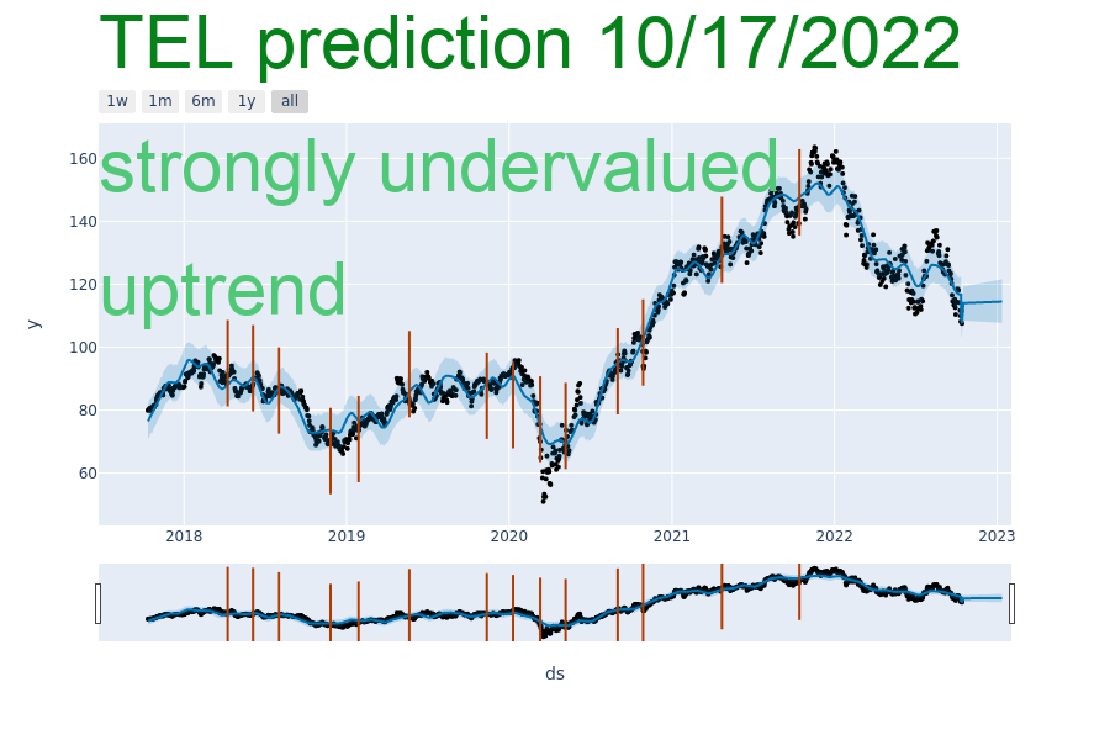 TEL prediction 10/17/2022
1w 1m 6m 1y all
strongly undervalued
uptrend
160
140
120
100
80
60
y
2018 2019 2020 2021 2022 2023
ds